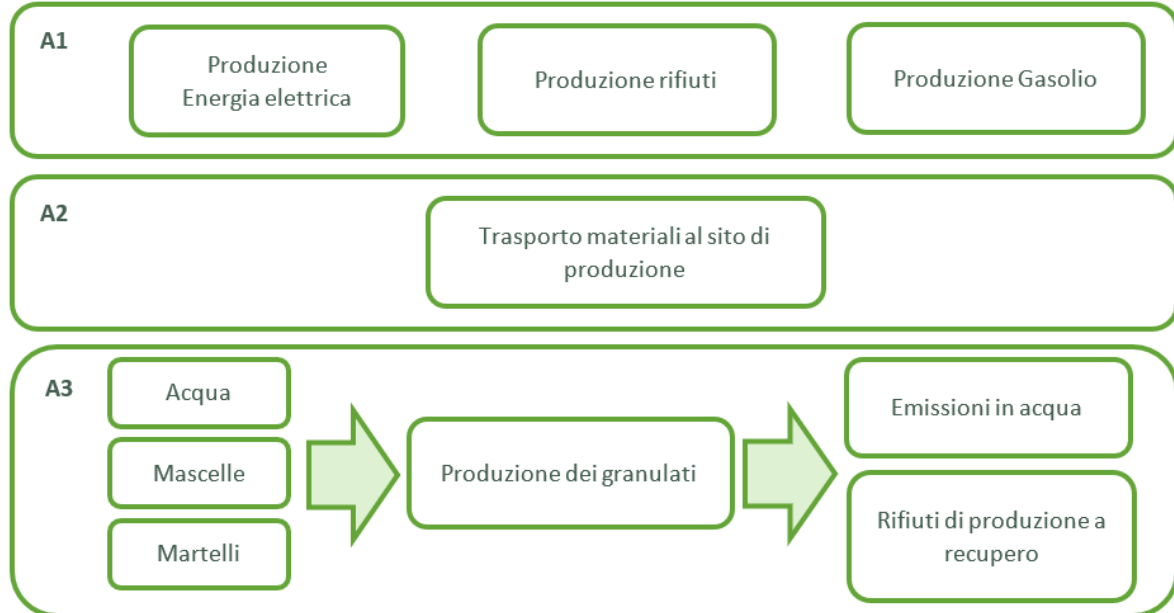 A1
Produzione
Energia elettrica
Produzione rifiuti
Produzione Gasolio
A2
Trasporto materiali al sito di
produzione
A3
Acqua
Mascelle
Martelli
Produzione dei granulati
Emissioni in acqua
Rifiuti di produzione a
recupero